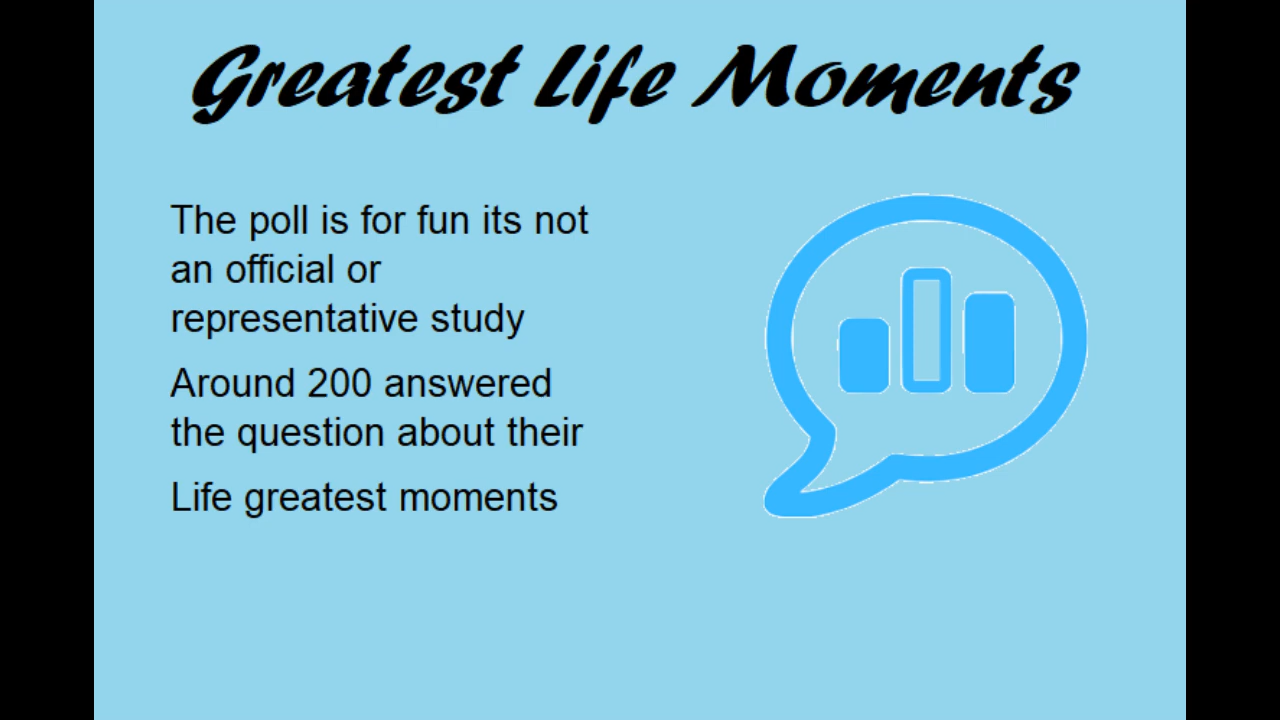 Greatest Life Moments
The poll is for fun its not
an official or
representative study
Around 200 answered
the question about their
Life greatest moments